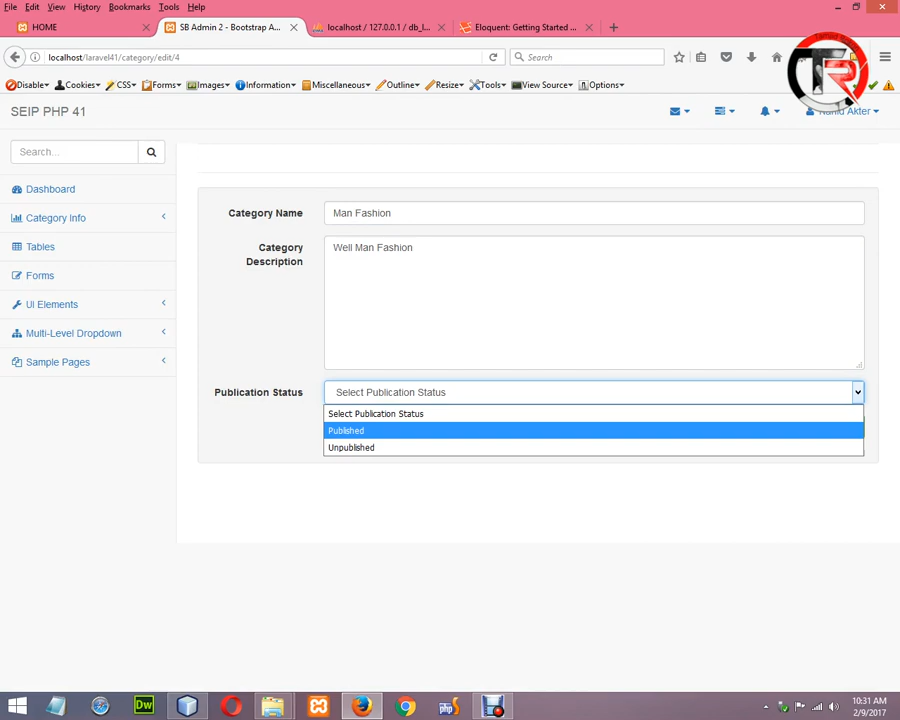 File Edit View History Bookmarks Tools Help
HOME
SB Admin 2 - Bootstrap A...
localhost / 127.0.0.1 / db_l...
Eloquent: Getting Started ...
localhost/laravel41/category/edit/4
Search
Disable Cookies CSS Forms Images Information Miscellaneous Outline Resize Tools View Source Options
SEIP PHP 41
Akter
Search...
Dashboard
Category Info
Tables
Forms
UI Elements
Multi-Level Dropdown
Sample Pages
Category Name
Man Fashion
Category
Description
Well Man Fashion
Publication Status
Select Publication Status
Select Publication Status
Published
Unpublished
TR
Dw
php
10:31 AM
2/9/2017